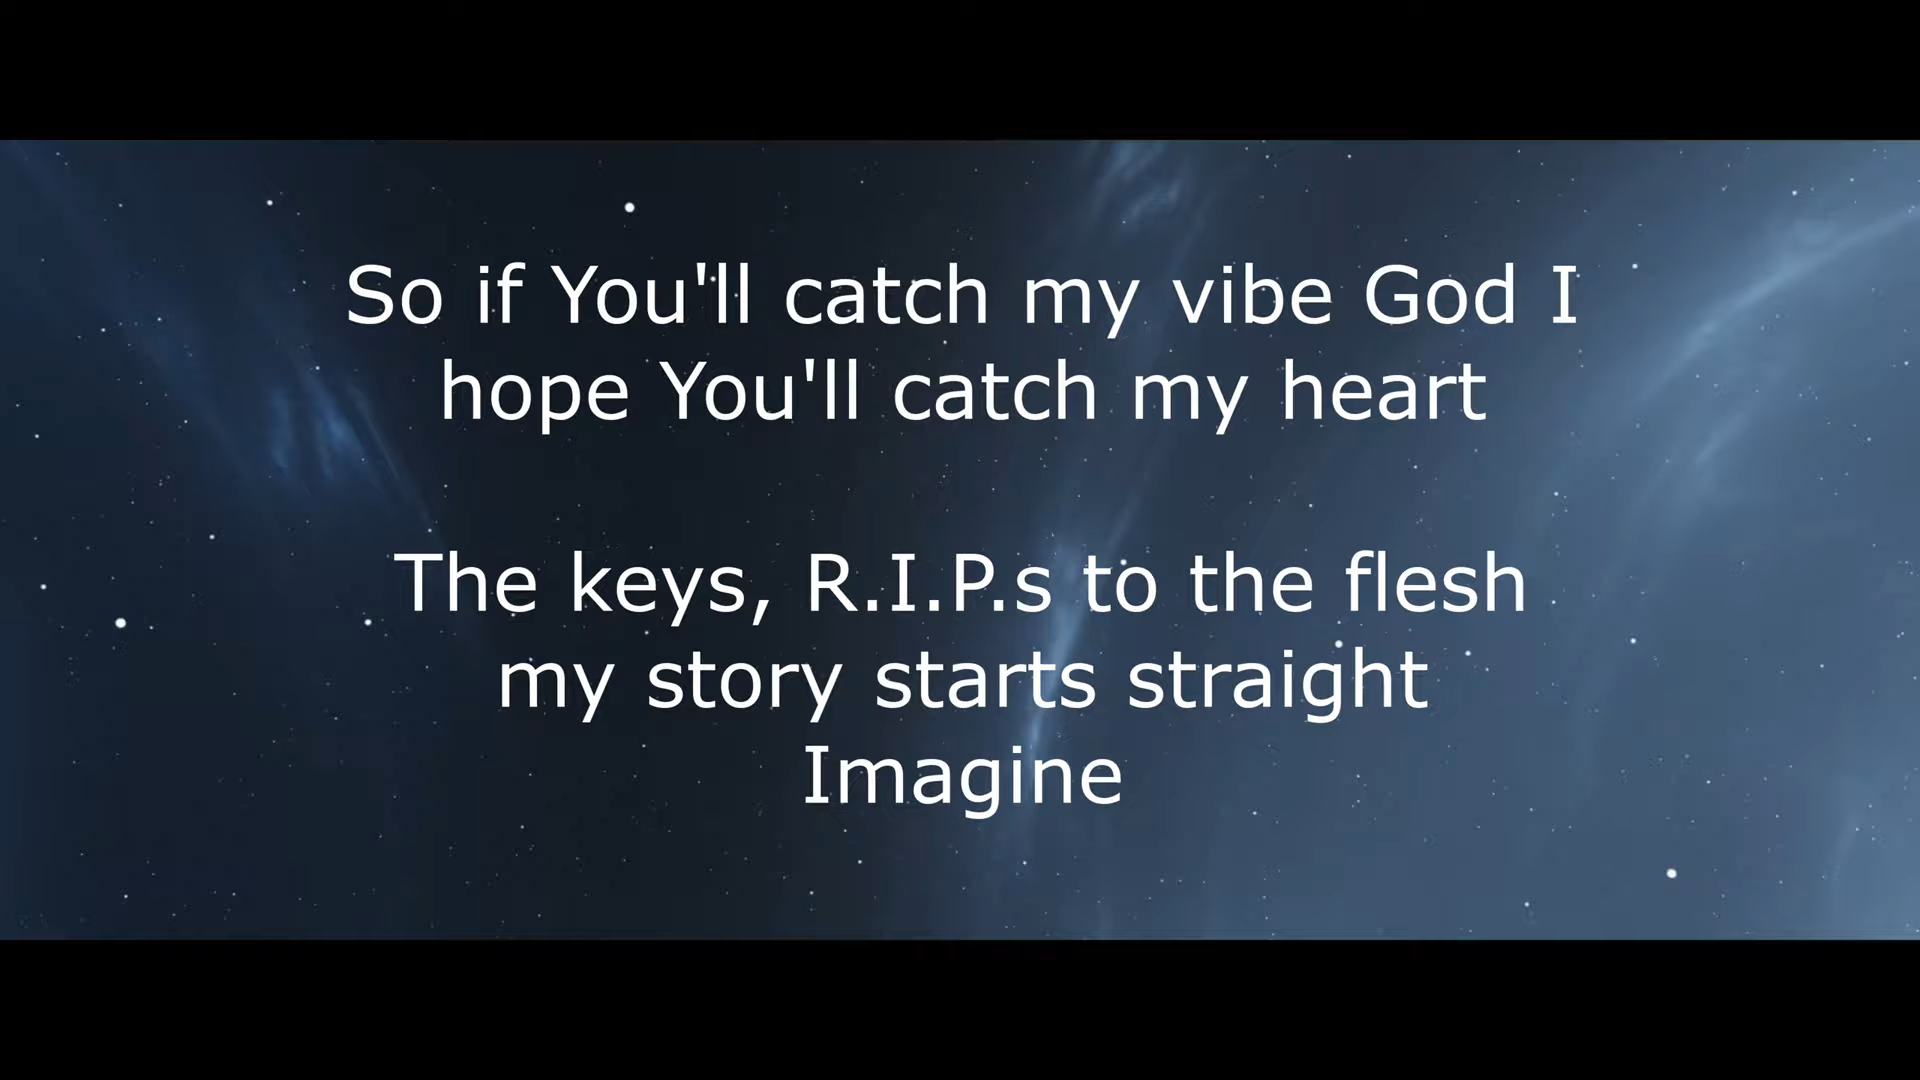 So if You'll catch my vibe God I
hope You'll catch my heart
The keys, R.I.P.s to the flesh
my story starts straight
Imagine